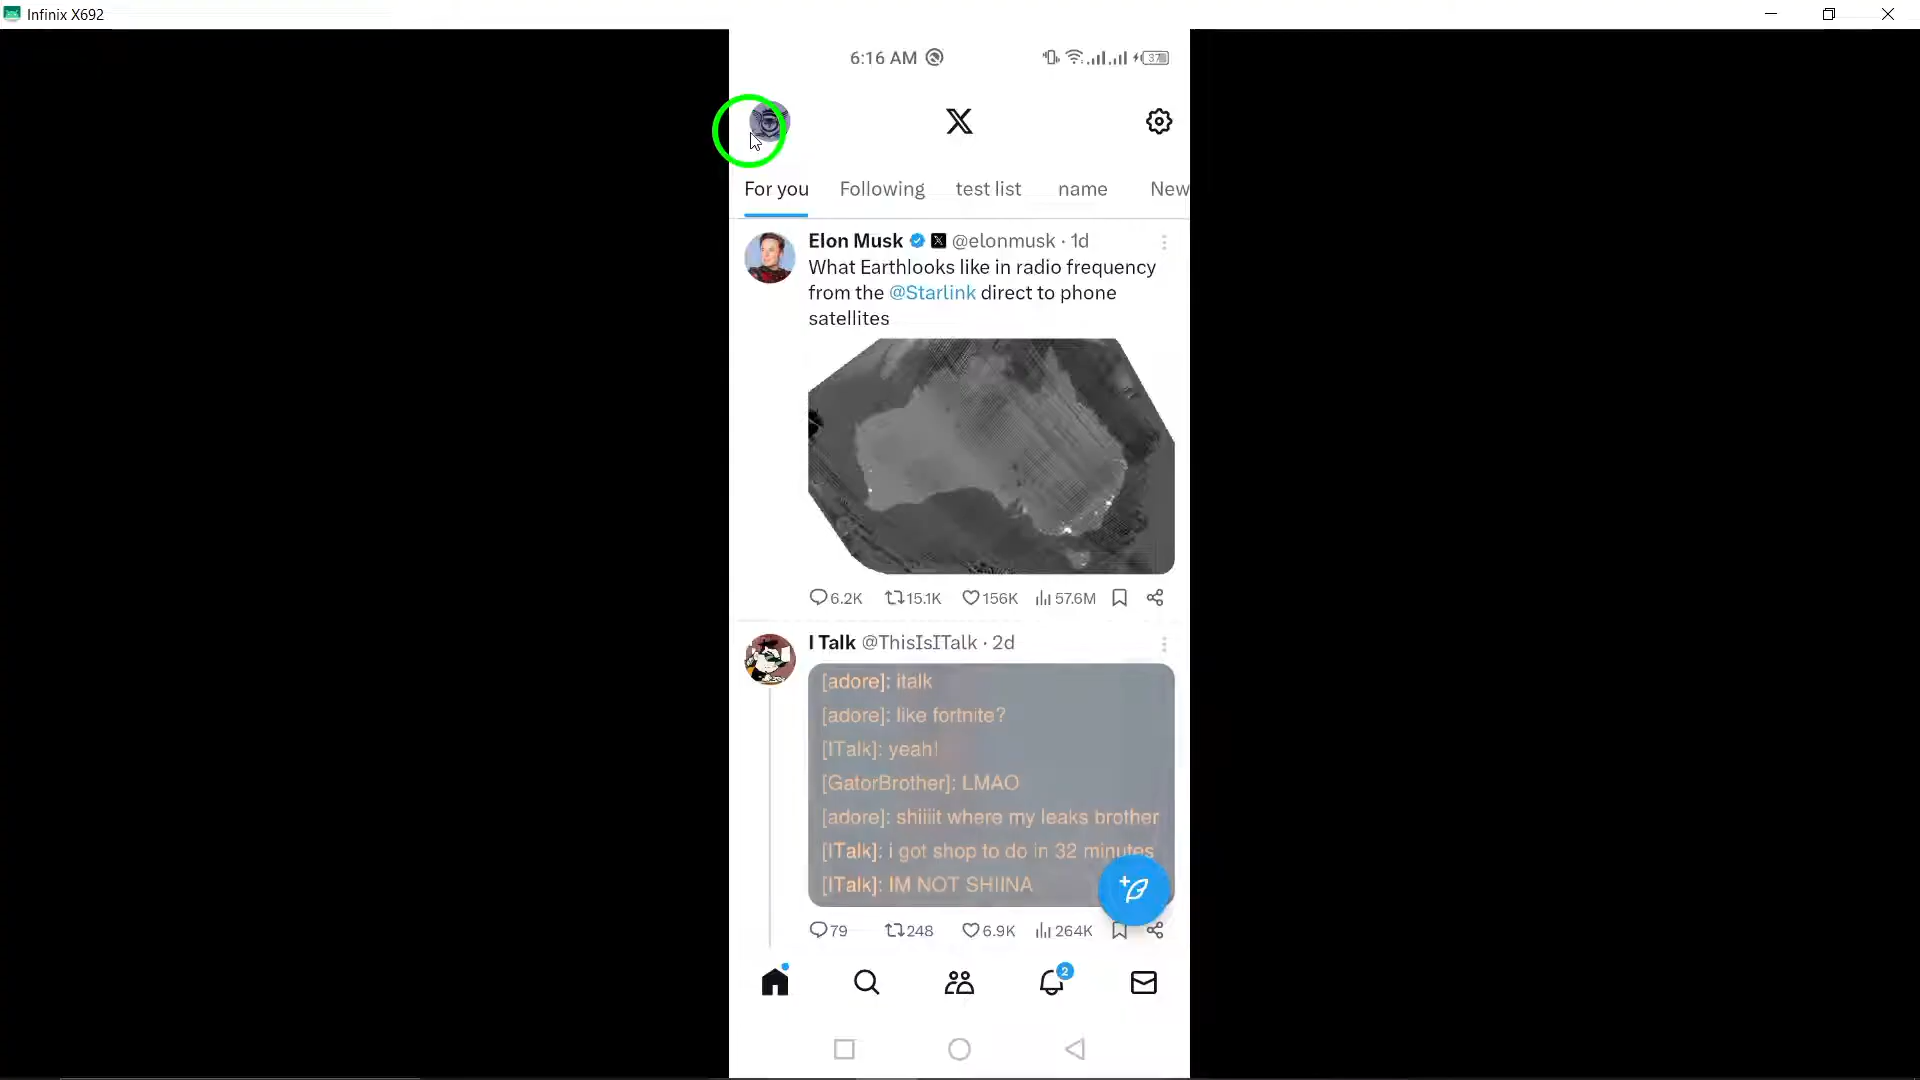 Infinix X692
6:16 AM
37
For you Following test list name New
Elon Musk @elonmusk · 1d
What Earthlooks like in radio frequency
from the @Starlink direct to phone
satellites
6.2K 15.1K 156K 57.6M
I Talk @ThisIsITalk · 2d
[adore]: italk
[adore]: like fortnite?
[ITalk]: yeah!
[GatorBrother]: LMAO
[adore]: shiiiit where my leaks brother
[ITalk]: i got shop to do in 32 minutes
[ITalk]: IM NOT SHIINA
79 248 6.9K 264K
2